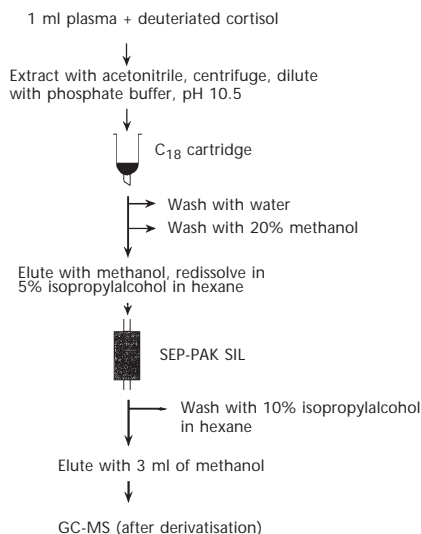 1 ml plasma + deuteriated cortisol
Extract with acetonitrile, centrifuge, dilute
with phosphate buffer, pH 10.5
C18 cartridge
Wash with water
Wash with 20% methanol
Elute with methanol, redissolve in
5% isopropylalcohol in hexane
SEP-PAK SIL
Wash with 10% isopropylalcohol
in hexane
Elute with 3 ml of methanol
GC-MS (after derivatisation)